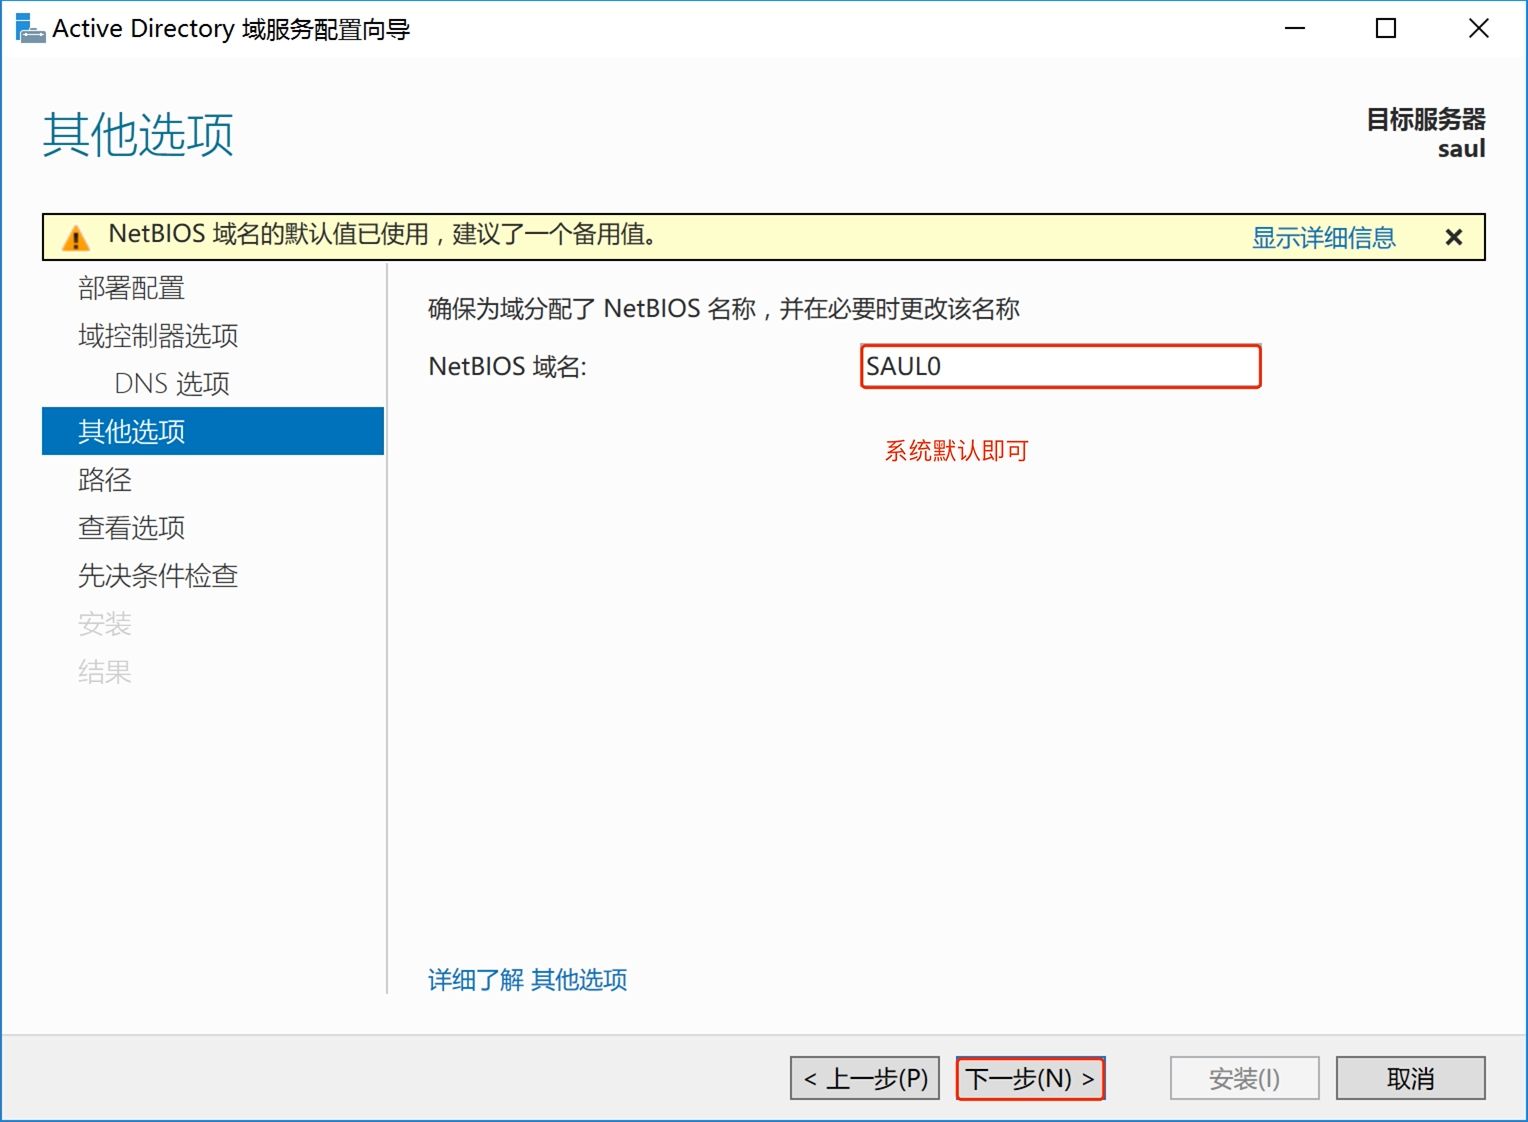 Active Directory 域服务配置向导
其他选项
目标服务器
saul
NetBIOS 域名的默认值已使用，建议了一个备用值。
显示详细信息
部署配置
域控制器选项
DNS 选项
其他选项
路径
查看选项
先决条件检查
安装
结果
确保为域分配了 NetBIOS 名称，并在必要时更改该名称
NetBIOS 域名:
SAUL0
系统默认即可
详细了解 其他选项
< 上一步(P)
下一步(N) >
安装(I)
取消